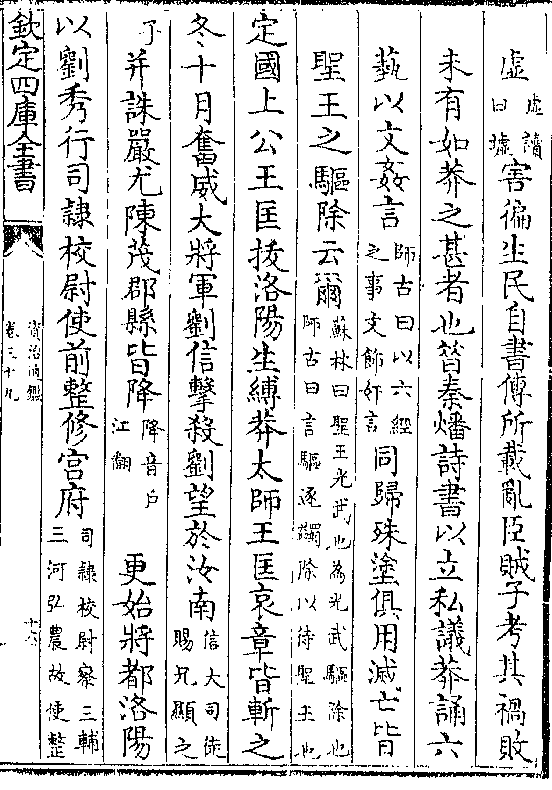 虚虚讀曰墟害徧生民自書傳所載亂臣賊子考其禍敗
未有如莽之甚者也昔秦燔詩書以立私議莽誦六
藝以文姦言師古曰以六經之事文飾奸言同歸殊塗俱用滅亡皆
聖王之驅除云爾蘇林曰聖王光武也為光武驅除也師古曰言驅逐蠲除以待聖王也
定國上公王匡拔洛陽生縛莽太師王匡哀章皆斬之
冬十月奮威大將軍劉信擊殺劉望於汝南信大司徒賜兄顯之
子并誅嚴尤陳茂郡縣皆降降音戶江翻 更始將都洛陽
以劉秀行司隸校尉使前整修宫府司隸校尉察三輔三河弘農故使整
欽定四庫全書
資治通鑑
卷三十九
十六